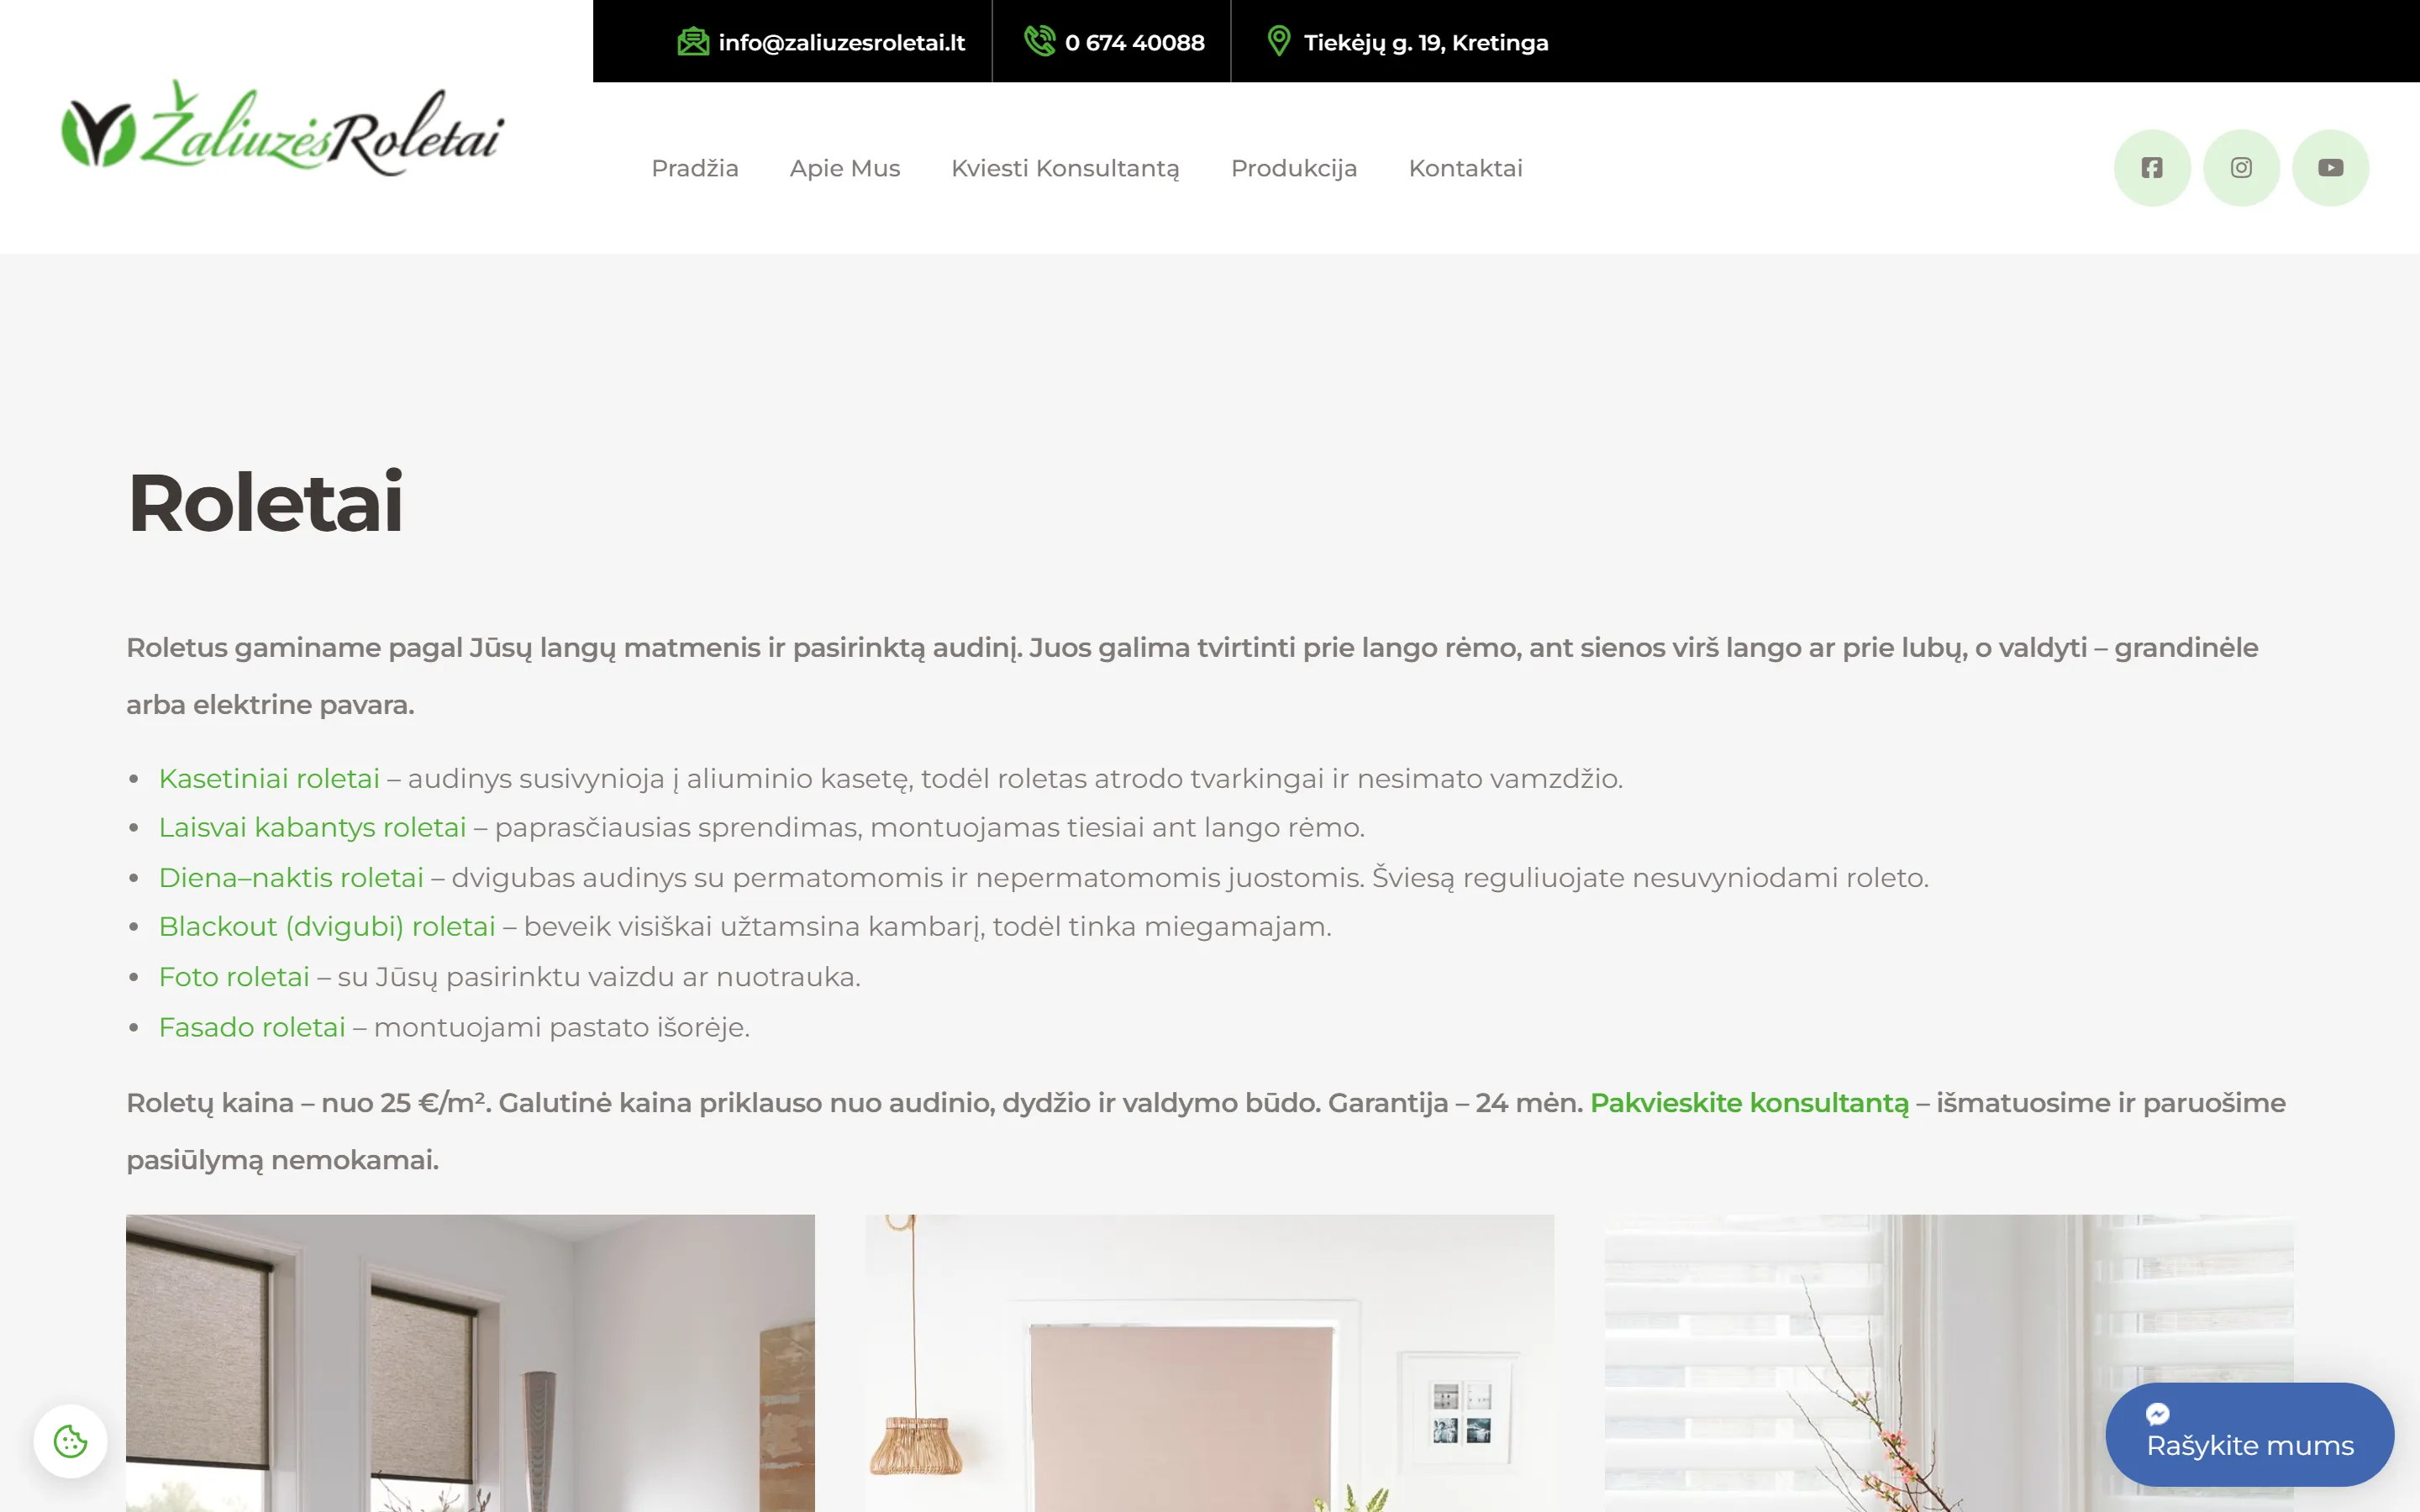 info@zaliuzesroletai.lt
0 674 40088
Tiekėjų g. 19, Kretinga
ŽaliuzėsRoletai
Pradžia
Apie Mus
Kviesti Konsultantą
Produkcija
Kontaktai
Roletai
Roletus gaminame pagal Jūsų langų matmenis ir pasirinktą audinį. Juos galima tvirtinti prie lango rėmo, ant sienos virš lango ar prie lubų, o valdyti – grandinėle
arba elektrine pavara.
• Kasetiniai roletai – audinys susivynioja į aliuminio kasetę, todėl roletas atrodo tvarkingai ir nesimato vamzdžio.
• Laisvai kabantys roletai – paprasčiausias sprendimas, montuojamas tiesiai ant lango rėmo.
• Diena–naktis roletai – dvigubas audinys su permatomomis ir nepermatomomis juostomis. Šviesą reguliuojate nesuvyniodami roleto.
• Blackout (dvigubi) roletai – beveik visiškai užtamsina kambarį, todėl tinka miegamajam.
• Foto roletai – su Jūsų pasirinktu vaizdu ar nuotrauka.
• Fasado roletai – montuojami pastato išorėje.
Roletų kaina – nuo 25 €/m². Galutinė kaina priklauso nuo audinio, dydžio ir valdymo būdo. Garantija – 24 mėn. Pakvieskite konsultantą – išmatuosime ir paruošime
pasiūlymą nemokamai.
Rašykite mums